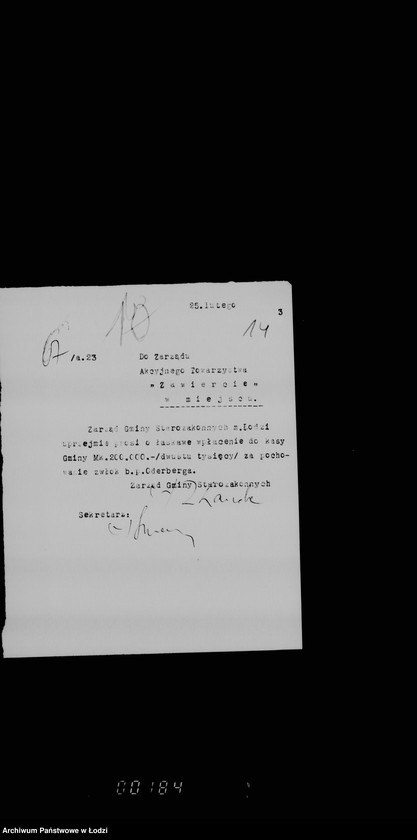 25.lutego 3
14
67/a.23 Do Zarządu
Akcyjnego Towarzystwa
"Zawiercie"
w miejscu.
Zarząd Gminy Starozakonnych m.Łodzi
uprzejmie prosi o łaskawe wpłacenie do kasy
Gminy Mk.200.000.-/dwustu tysięcy/ za pocho-
wanie zwłok b.p.Oderberga.
Zarząd Gminy Starozakonnych
Sekretarz:
00184
Archiwum Państwowe w Łodzi